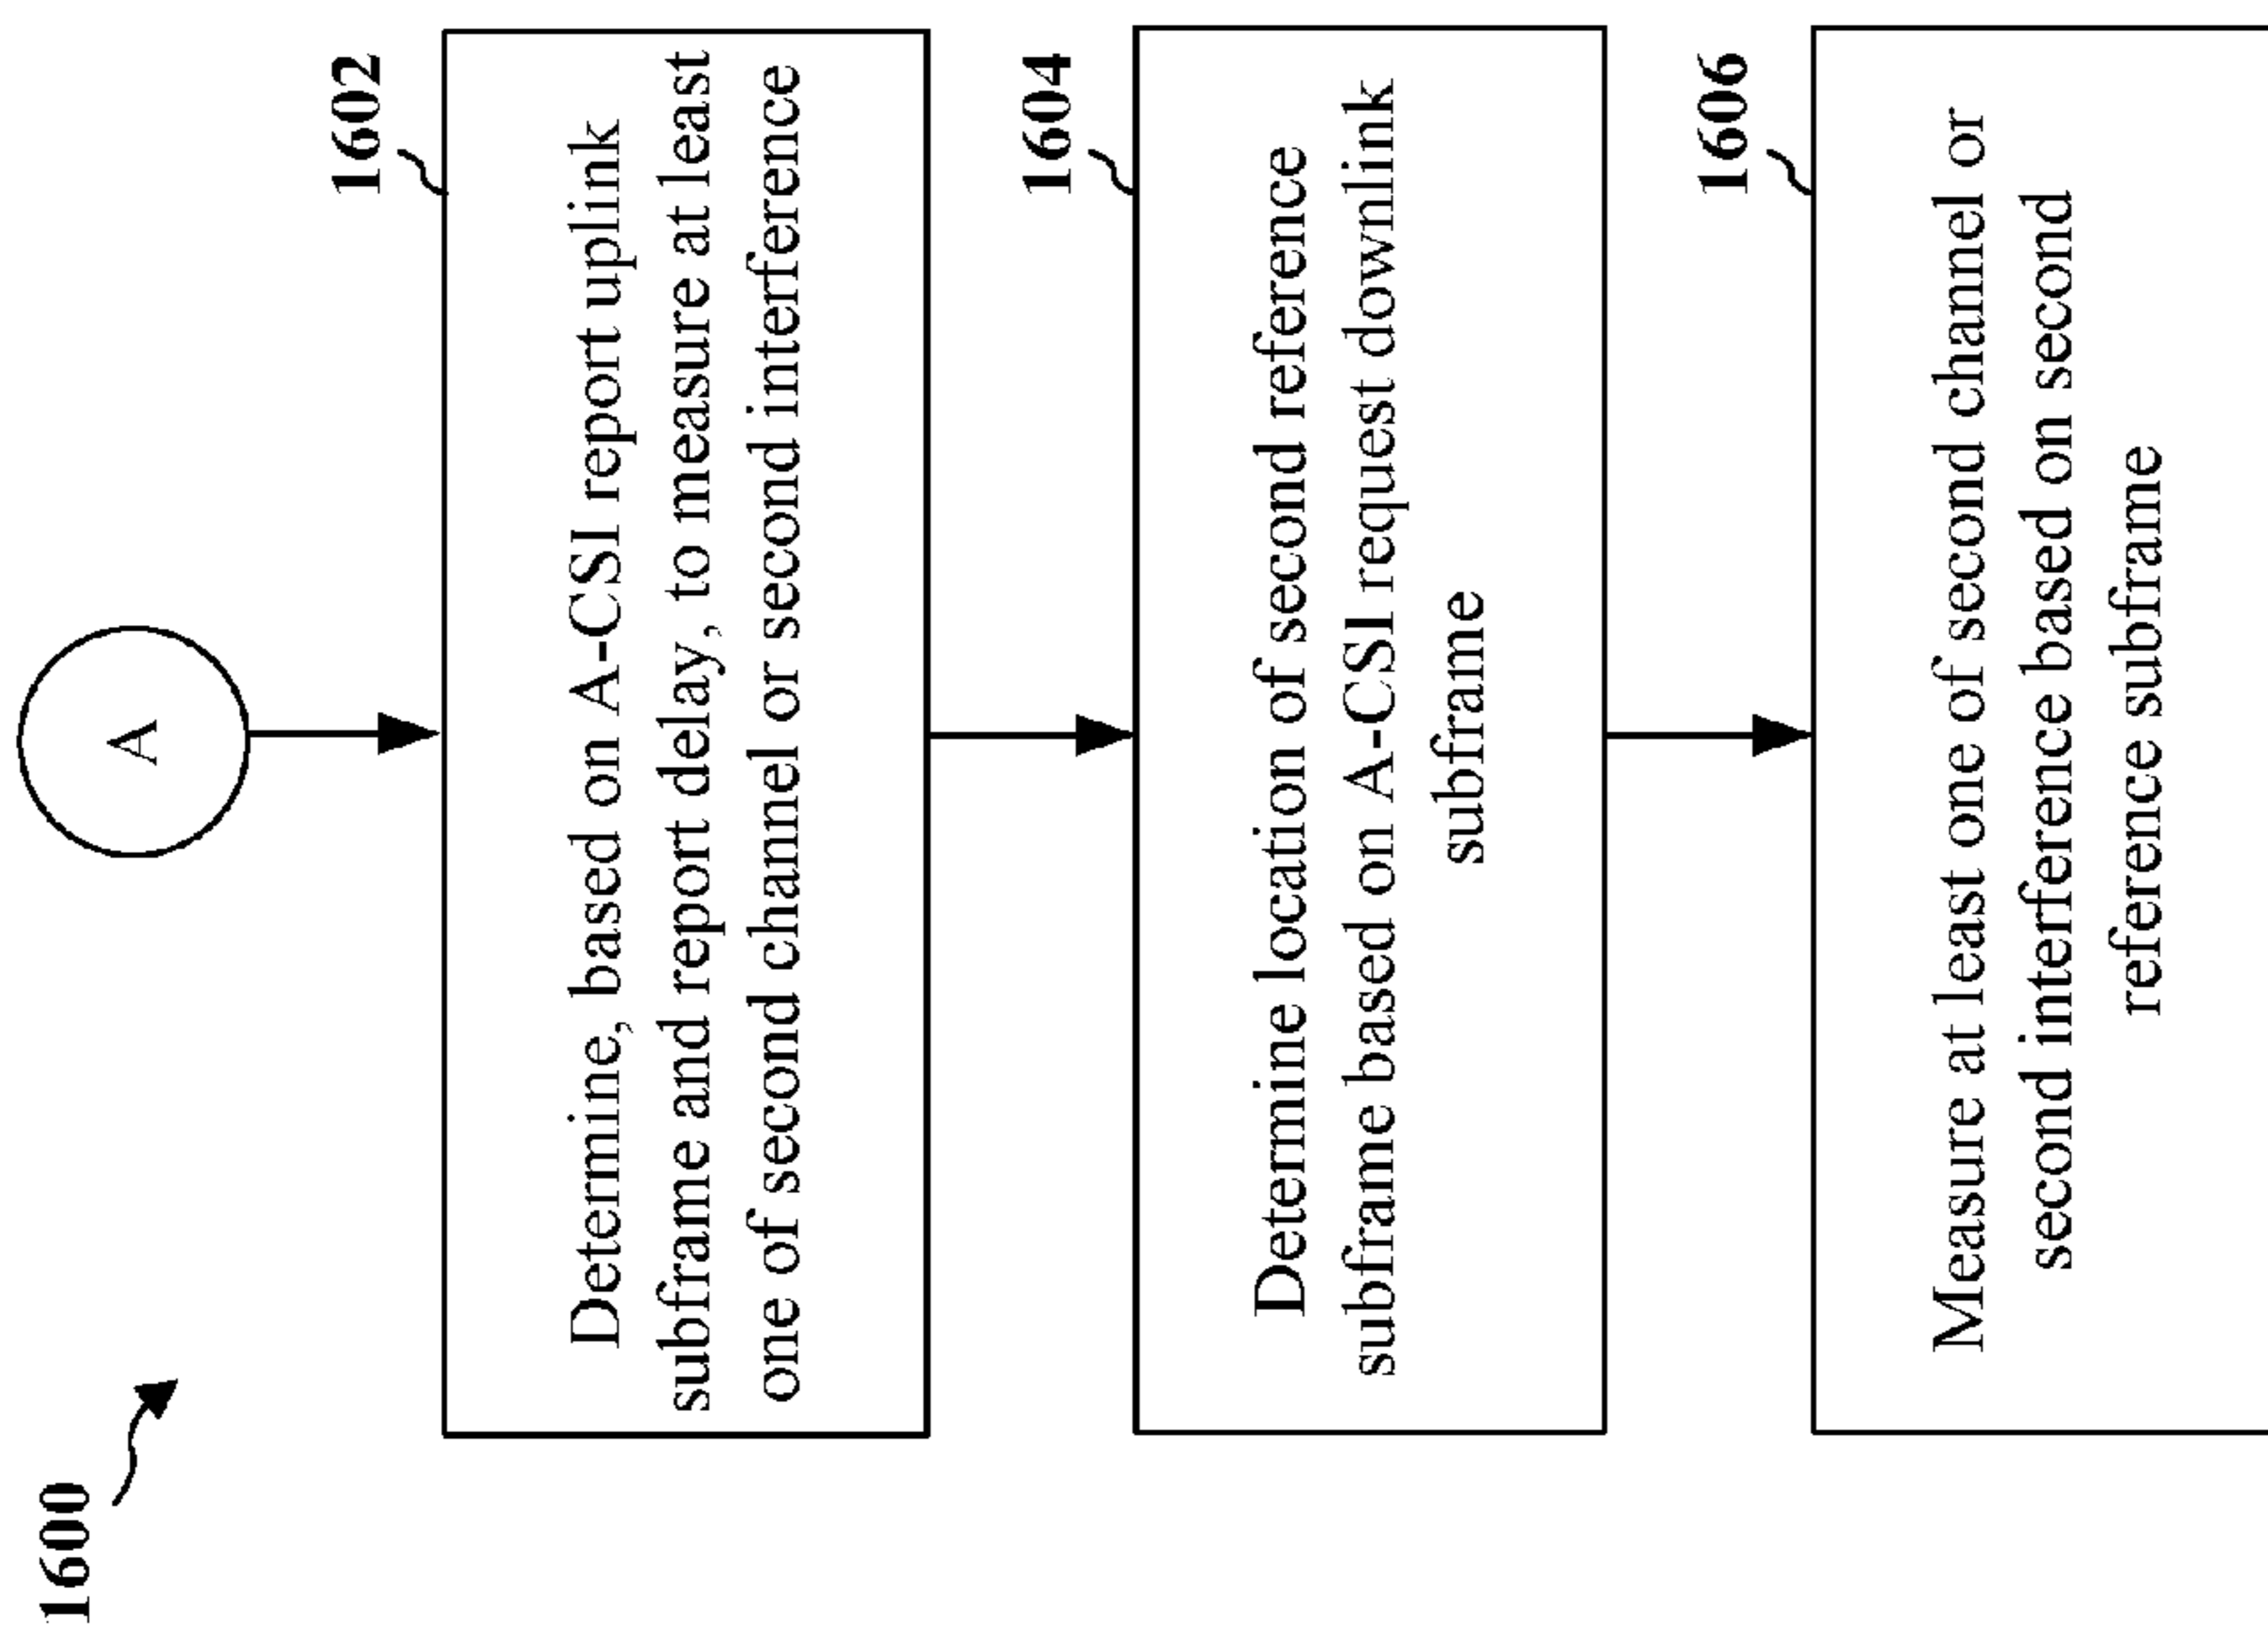 1600
A
1602
Determine, based on A-CSI report uplink
subframe and report delay, to measure at least
one of second channel or second interference
1604
Determine location of second reference
subframe based on A-CSI request downlink
subframe
1606
Measure at least one of second channel or
second interference based on second
reference subframe